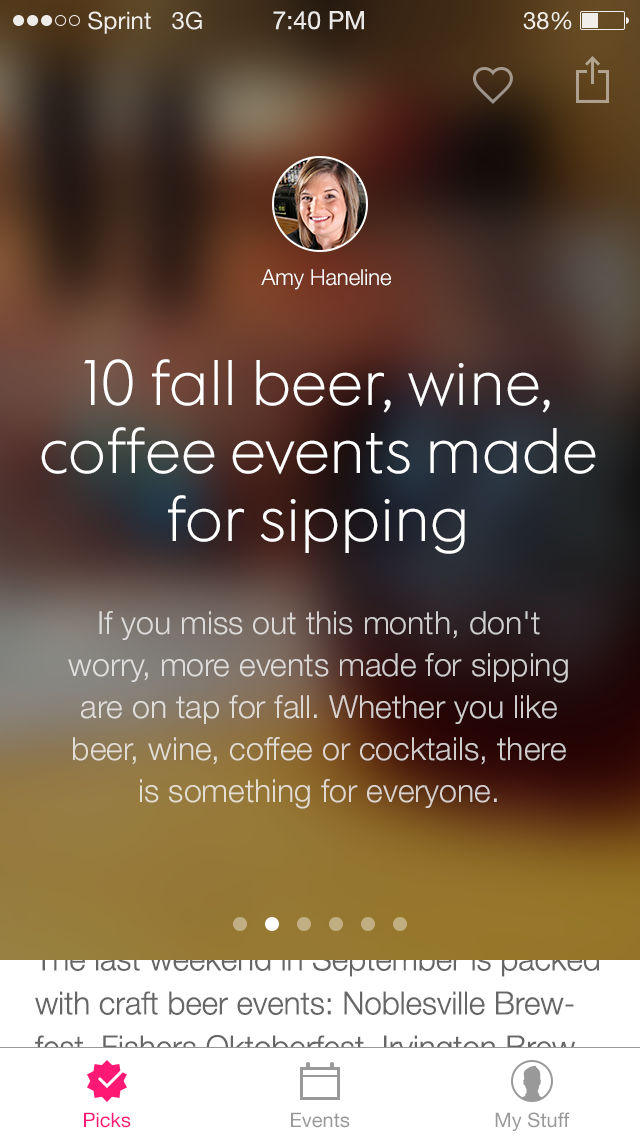 Sprint 3G 7:40 PM 38%
Amy Haneline
10 fall beer, wine,
coffee events made
for sipping
If you miss out this month, don't
worry, more events made for sipping
are on tap for fall. Whether you like
beer, wine, coffee or cocktails, there
is something for everyone.
The last weekend in September is packed
with craft beer events: Noblesville Brew-
fest, Fishers Oktoberfest, Irvington Brew
Picks Events My Stuff